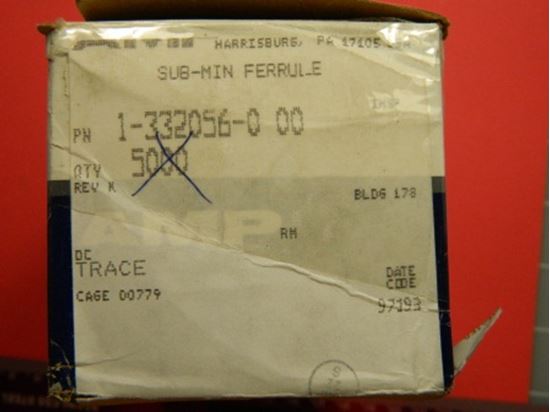 HARRISBURG, PA 17105
SUB-MIN FERRULE
PN 1-332056-0 00
QTY 5000
REV K
BLDG 178
AMP
RM
DC
TRACE
DATE CODE
CAGE 00779
97193